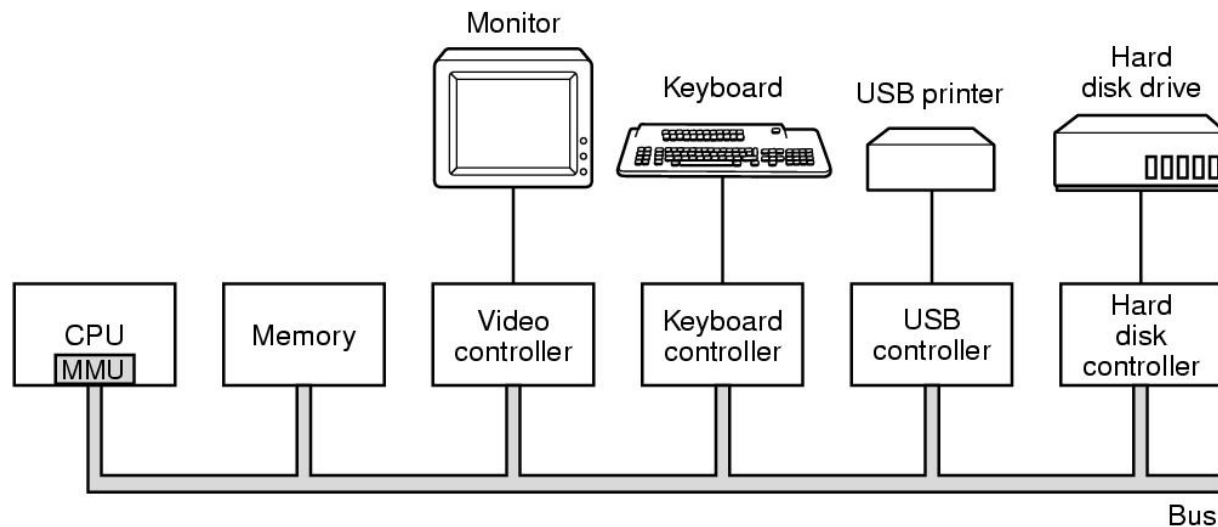 Monitor
Keyboard
USB printer
Hard
disk drive
CPU
MMU
Memory
Video
controller
Keyboard
controller
USB
controller
Hard
disk
controller
Bus